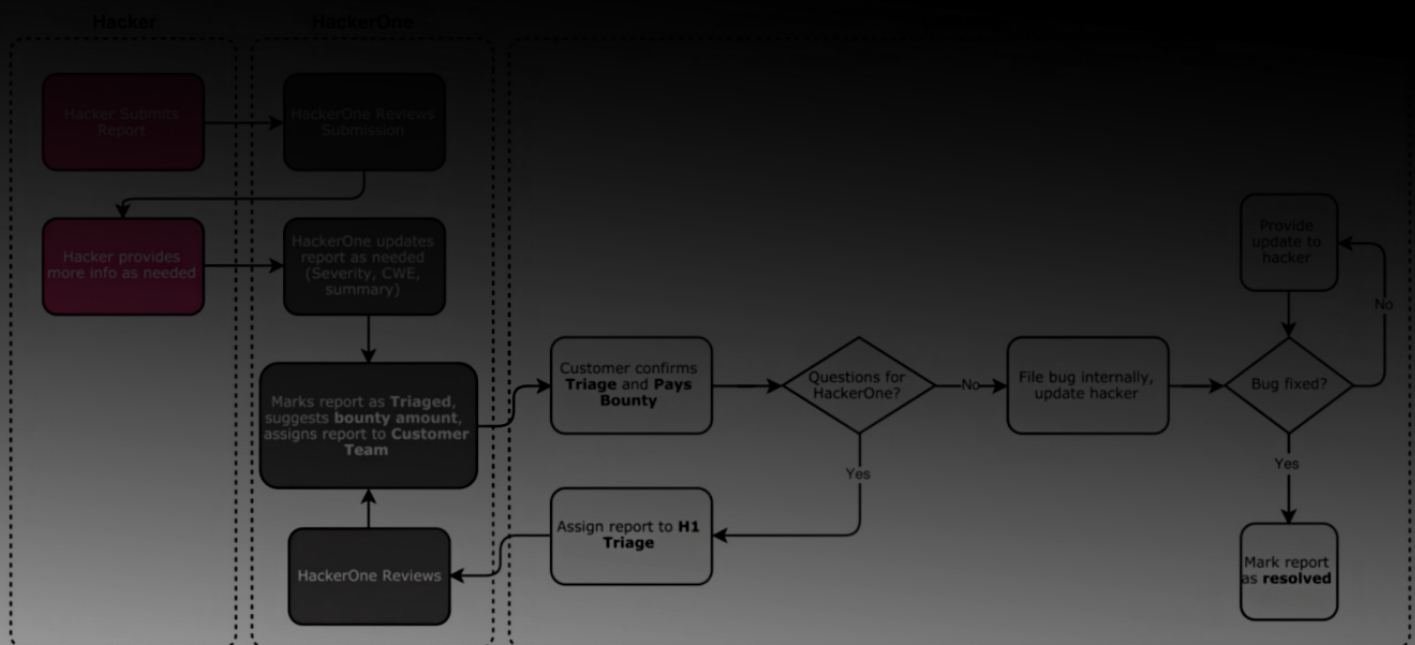 Hacker
HackerOne
Hacker Submits
Report
HackerOne Reviews
Submission
Hacker provides
more info as needed
HackerOne updates
report as needed
(Severity, CWE,
summary)
Marks report as Triaged,
suggests bounty amount,
assigns report to Customer
Team
HackerOne Reviews
Customer confirms
Triage and Pays
Bounty
Questions for
HackerOne?
Yes
Assign report to H1
Triage
No
File bug internally,
update hacker
Provide
update to
hacker
Bug fixed?
No
Yes
Mark report
as resolved